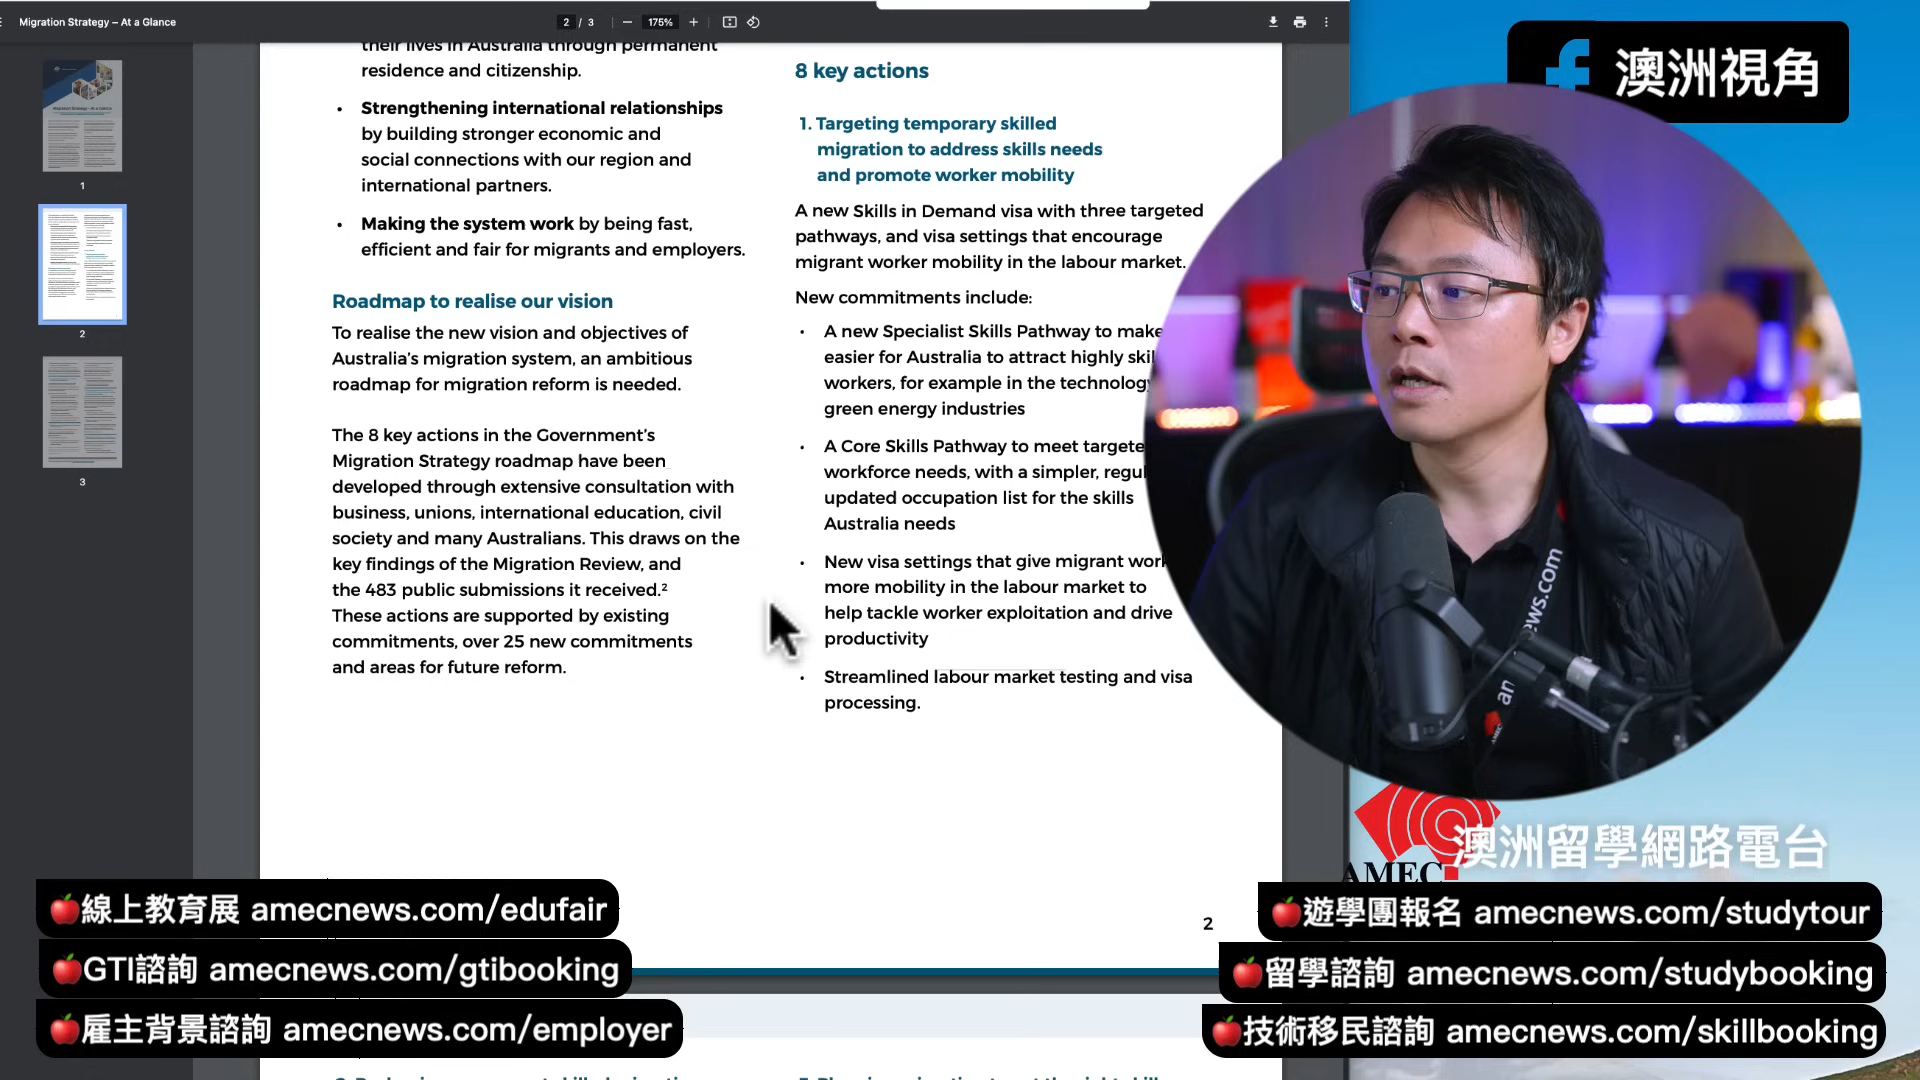 Migration Strategy – At a Glance
2 / 3
175%
1
2
3
their lives in Australia through permanent
residence and citizenship.
• Strengthening international relationships
by building stronger economic and
social connections with our region and
international partners.
• Making the system work by being fast,
efficient and fair for migrants and employers.
Roadmap to realise our vision
To realise the new vision and objectives of
Australia's migration system, an ambitious
roadmap for migration reform is needed.
The 8 key actions in the Government's
Migration Strategy roadmap have been
developed through extensive consultation with
business, unions, international education, civil
society and many Australians. This draws on the
key findings of the Migration Review, and
the 483 public submissions it received.²
These actions are supported by existing
commitments, over 25 new commitments
and areas for future reform.
8 key actions
1. Targeting temporary skilled
migration to address skills needs
and promote worker mobility
A new Skills in Demand visa with three targeted
pathways, and visa settings that encourage
migrant worker mobility in the labour market.
New commitments include:
• A new Specialist Skills Pathway to make
easier for Australia to attract highly
workers, for example in the technology
green energy industries
• A Core Skills Pathway to meet
workforce needs, with a simpler,
updated occupation list for the skills
Australia needs
• New visa settings that give migrant
more mobility in the labour market to
help tackle worker exploitation and drive
productivity
• Streamlined labour market testing and visa
processing.
2
澳洲視角
ews.com
AMEC
澳洲留學網路電台
🍎線上教育展 amecnews.com/edufair
🍎GTI諮詢 amecnews.com/gtibooking
🍎雇主背景諮詢 amecnews.com/employer
🍎遊學團報名 amecnews.com/studytour
🍎留學諮詢 amecnews.com/studybooking
🍎技術移民諮詢 amecnews.com/skillbooking